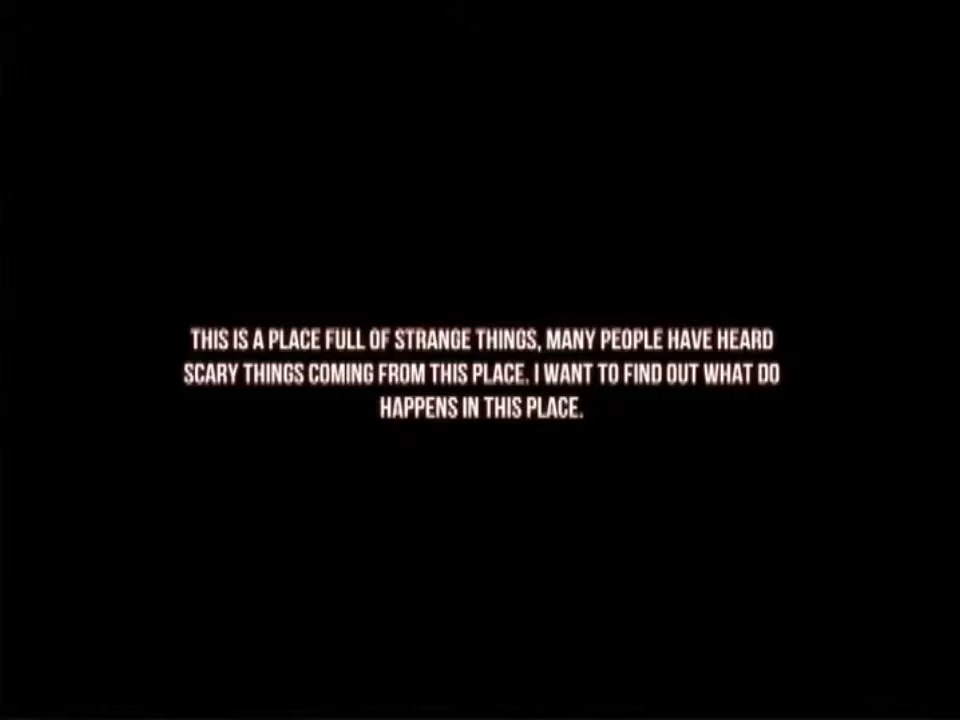 THIS IS A PLACE FULL OF STRANGE THINGS, MANY PEOPLE HAVE HEARD
SCARY THINGS COMING FROM THIS PLACE. I WANT TO FIND OUT WHAT DO
HAPPENS IN THIS PLACE.